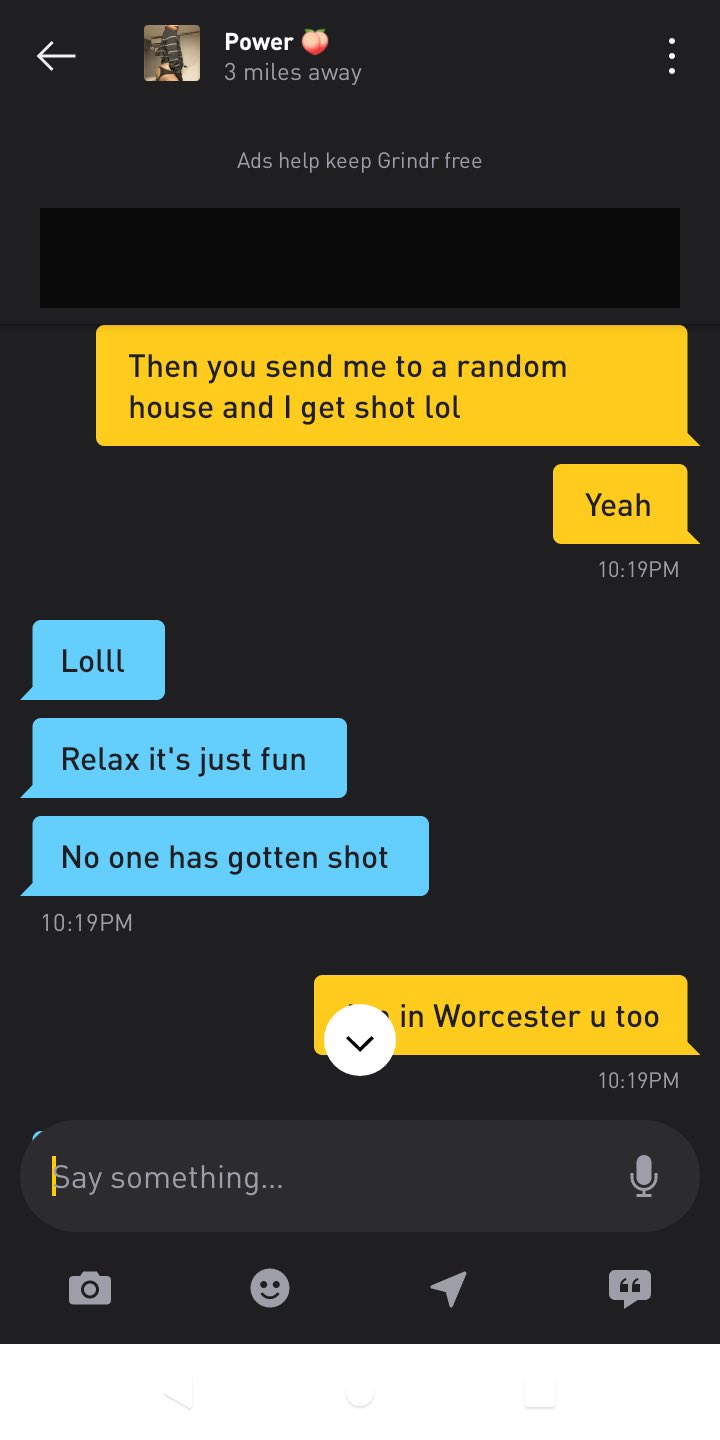 Power 🍑
3 miles away
Ads help keep Grindr free
Then you send me to a random
house and I get shot lol
Yeah
10:19PM
Lolll
Relax it's just fun
No one has gotten shot
10:19PM
in Worcester u too
10:19PM
Say something...